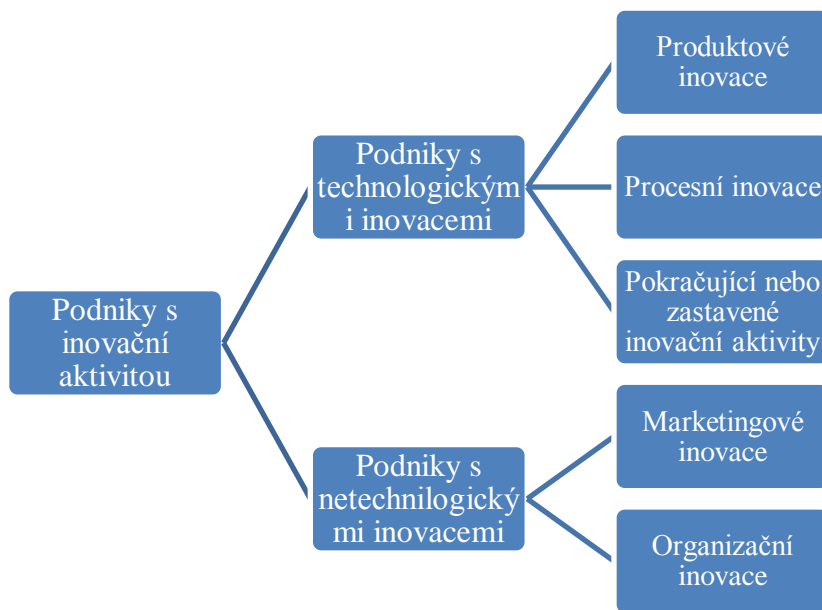 Podniky s
inovační
aktivitou
Podniky s
technologickým
i inovacemi
Produktové
inovace
Procesní inovace
Pokračující nebo
zastavené
inovační aktivity
Podniky s
netechnilogický
mi inovacemi
Marketingové
inovace
Organizační
inovace